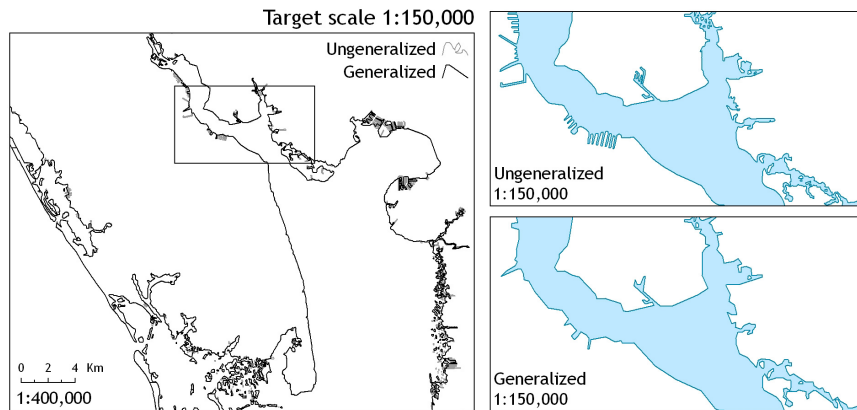 Target scale 1:150,000
Ungeneralized
Generalized
0 2 4 Km
1:400,000
Ungeneralized
1:150,000
Generalized
1:150,000